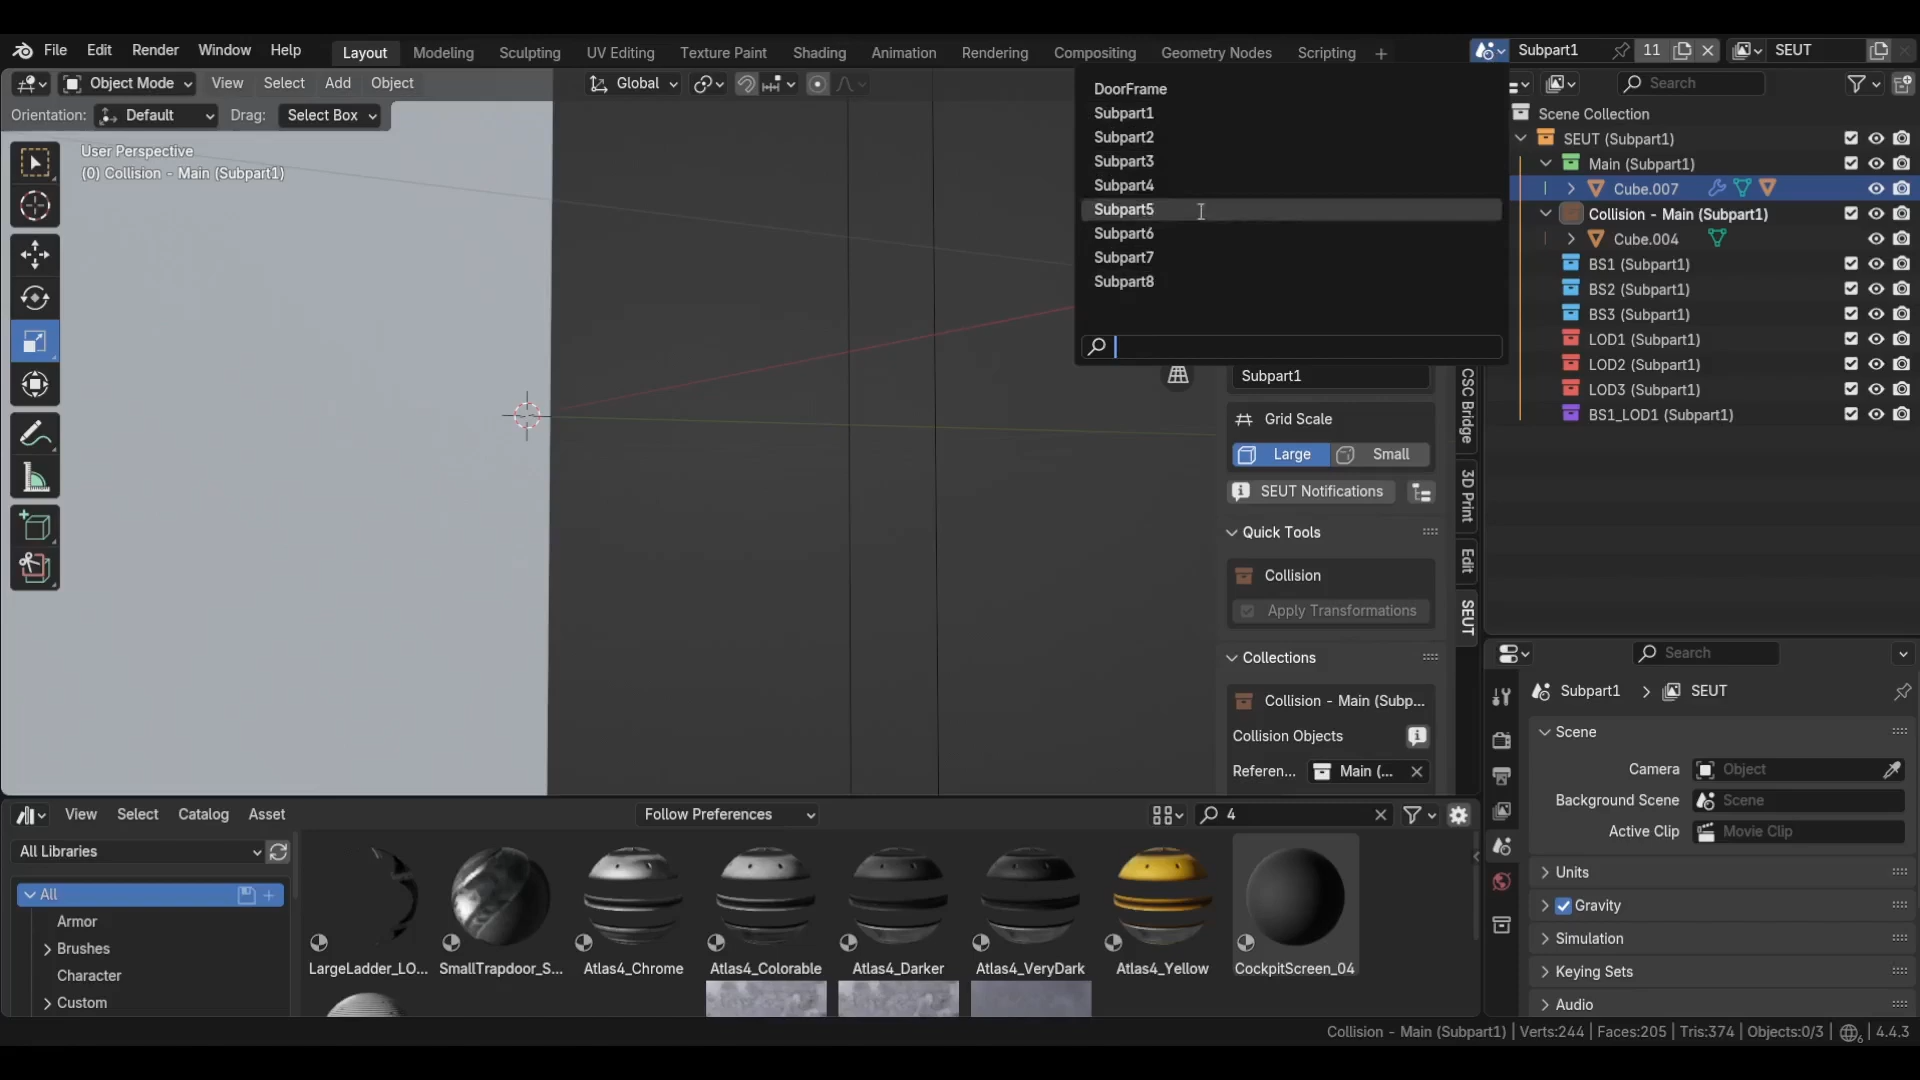 File Edit Render Window Help Layout Modeling Sculpting UV Editing Texture Paint Shading Animation Rendering Compositing Geometry Nodes Scripting + Subpart1 11 SEUT
Object Mode View Select Add Object Global Search
Orientation: Default Drag: Select Box
User Perspective
(0) Collision - Main (Subpart1)
DoorFrame
Subpart1
Subpart2
Subpart3
Subpart4
Subpart5
Subpart6
Subpart7
Subpart8
Subpart1
Grid Scale
Large Small
SEUT Notifications
Quick Tools
Collision
Apply Transformations
Collections
Collision - Main (Subp...
Collision Objects
Referen... Main (...
CSC Bridge
3D Print
Edit
SEUT
Scene Collection
SEUT (Subpart1)
Main (Subpart1)
Cube.007
Collision - Main (Subpart1)
Cube.004
BS1 (Subpart1)
BS2 (Subpart1)
BS3 (Subpart1)
LOD1 (Subpart1)
LOD2 (Subpart1)
LOD3 (Subpart1)
BS1_LOD1 (Subpart1)
Search
Subpart1 > SEUT
Scene
Camera Object
Background Scene Scene
Active Clip Movie Clip
Units
Gravity
Simulation
Keying Sets
Audio
View Select Catalog Asset Follow Preferences 4
All Libraries
All
Armor
Brushes
Character
Custom
LargeLadder_LO... SmallTrapdoor_S... Atlas4_Chrome Atlas4_Colorable Atlas4_Darker Atlas4_VeryDark Atlas4_Yellow CockpitScreen_04
Collision - Main (Subpart1) | Verts:244 | Faces:205 | Tris:374 | Objects:0/3 | 4.4.3